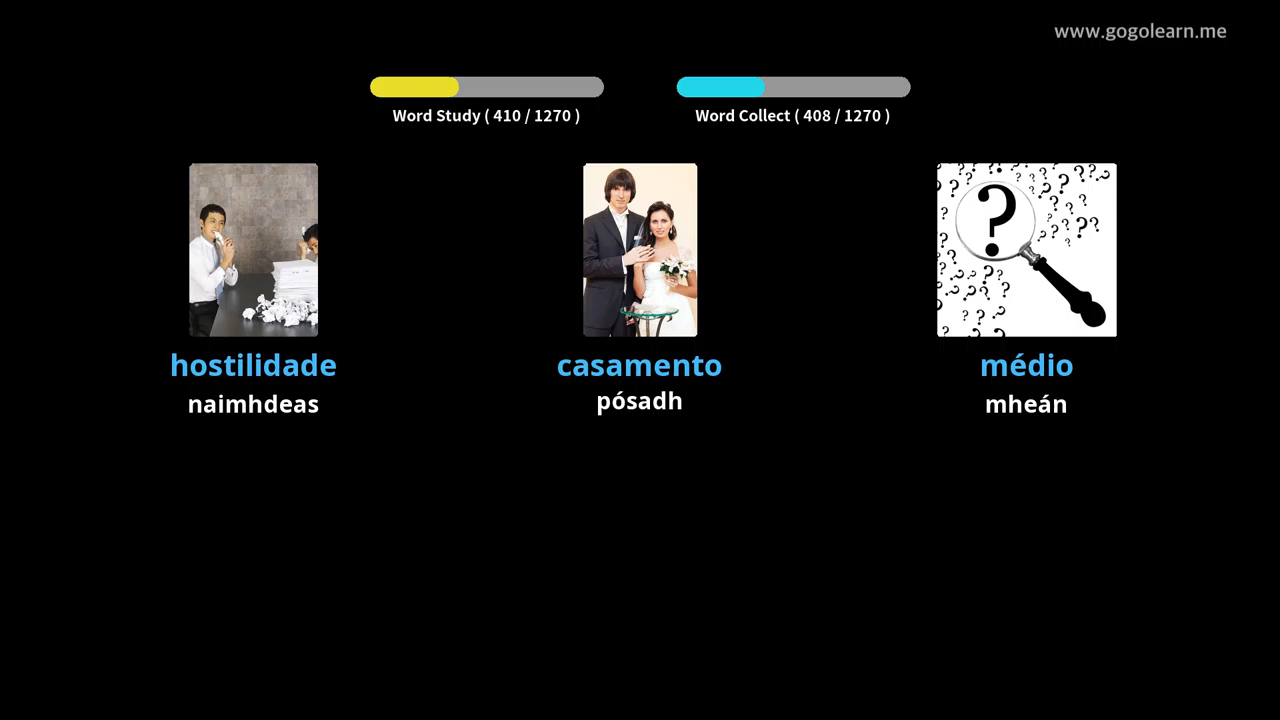 www.gogolearn.me
Word Study ( 410 / 1270 )
Word Collect ( 408 / 1270 )
hostilidade
naimhdeas
casamento
pósadh
médio
mheán